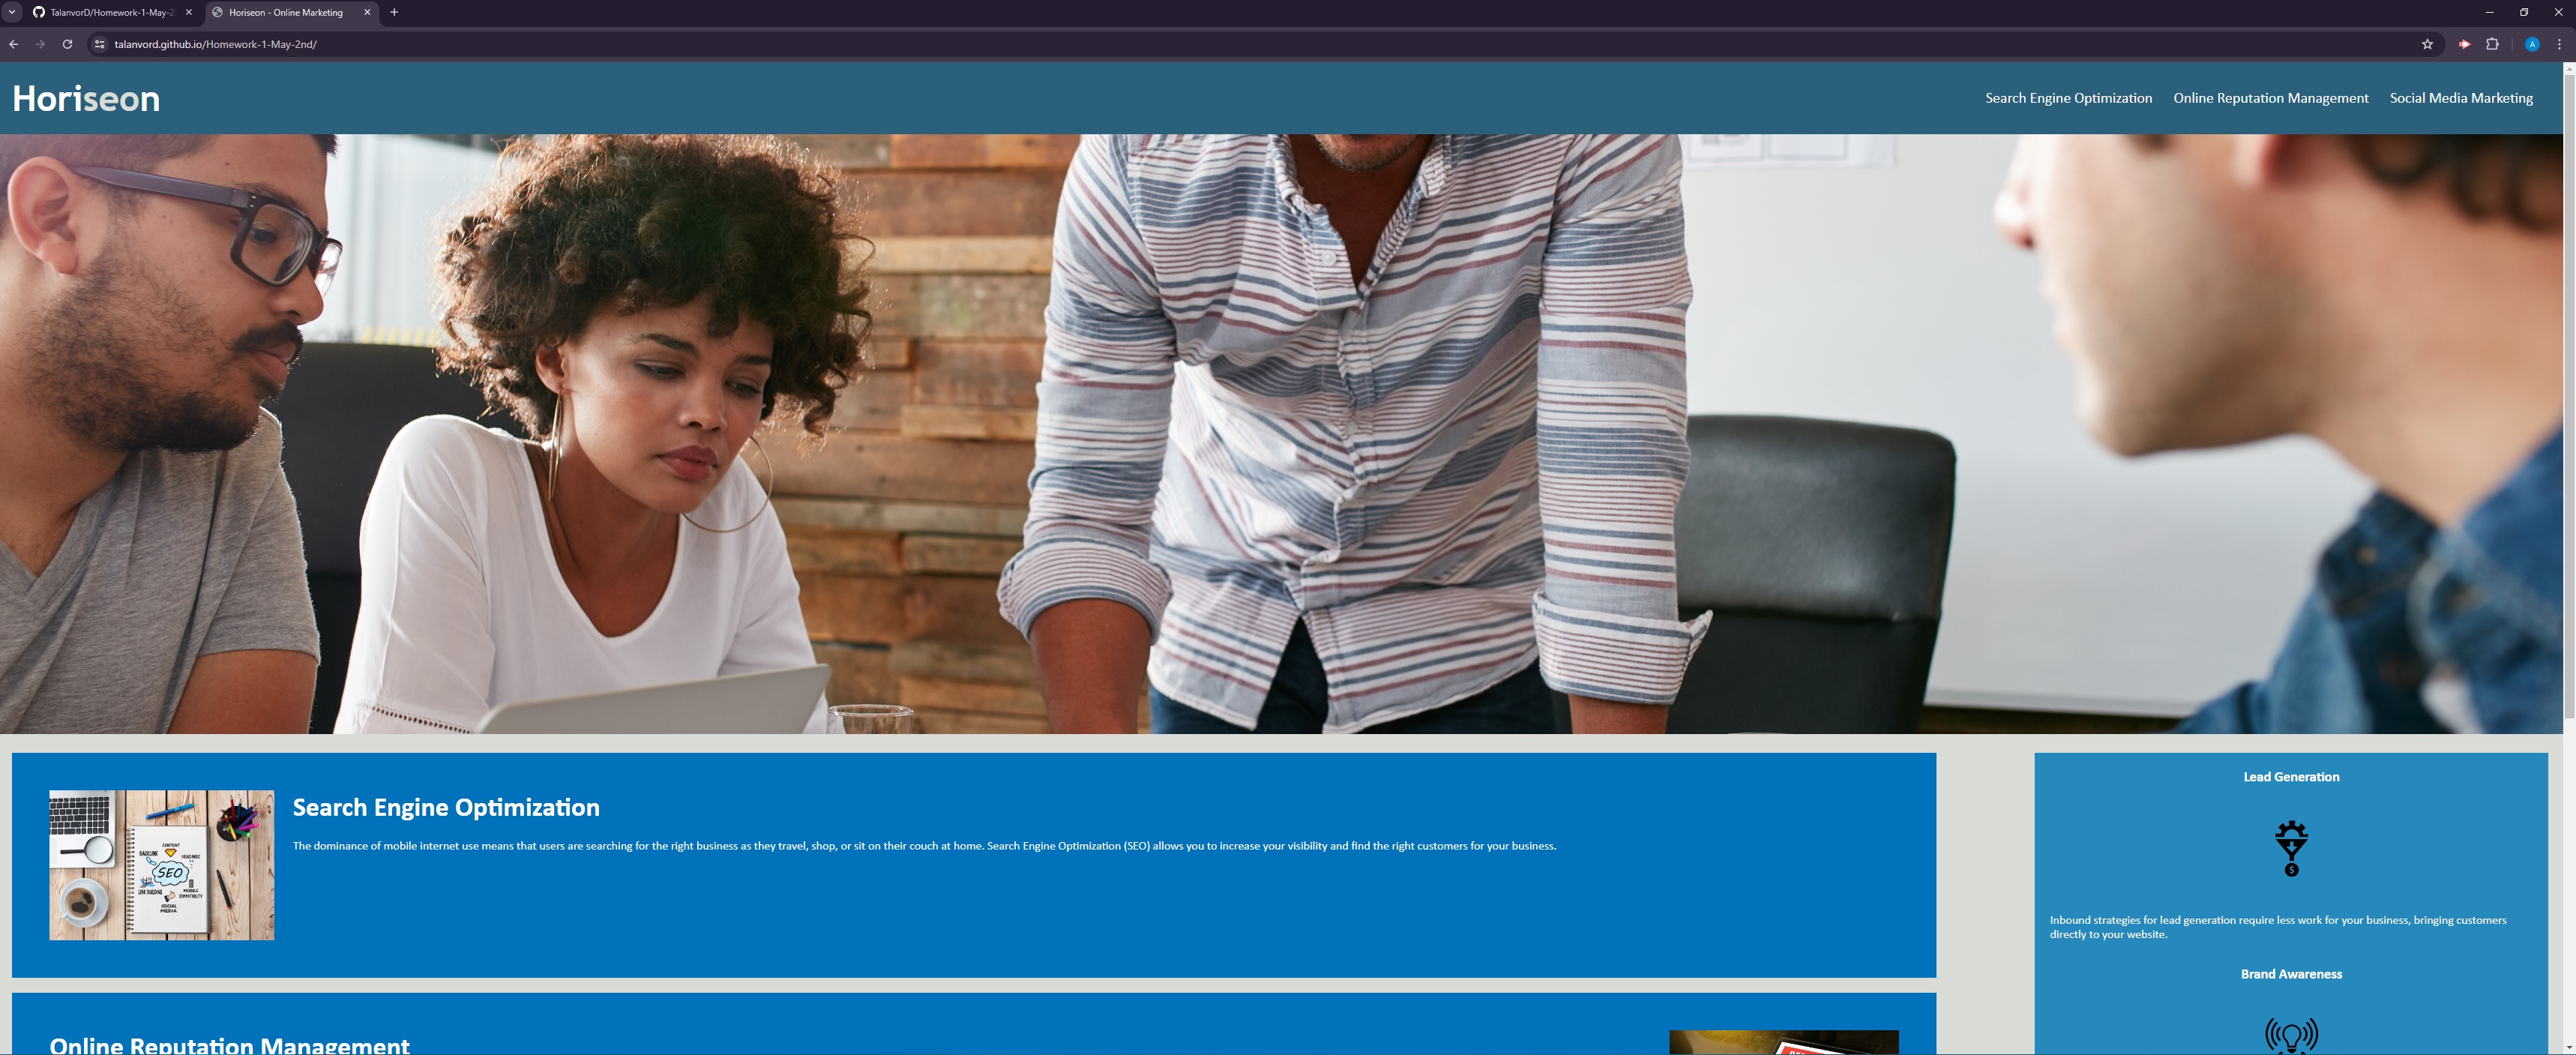 TalanvorD/Homework-1-May-2
Horiseon - Online Marketing
talanvord.github.io/Homework-1-May-2nd/
A
Horiseon
Search Engine Optimization
Online Reputation Management
Social Media Marketing
CONTENT
BACKLINK
HEADINGS
SEO
LINK BUILDING
MOBILE
COMPATIBILITY
SOCIAL
MEDIA
Search Engine Optimization
The dominance of mobile internet use means that users are searching for the right business as they travel, shop, or sit on their couch at home. Search Engine Optimization (SEO) allows you to increase your visibility and find the right customers for your business.
Online Reputation Management
Lead Generation
$
Inbound strategies for lead generation require less work for your business, bringing customers
directly to your website.
Brand Awareness